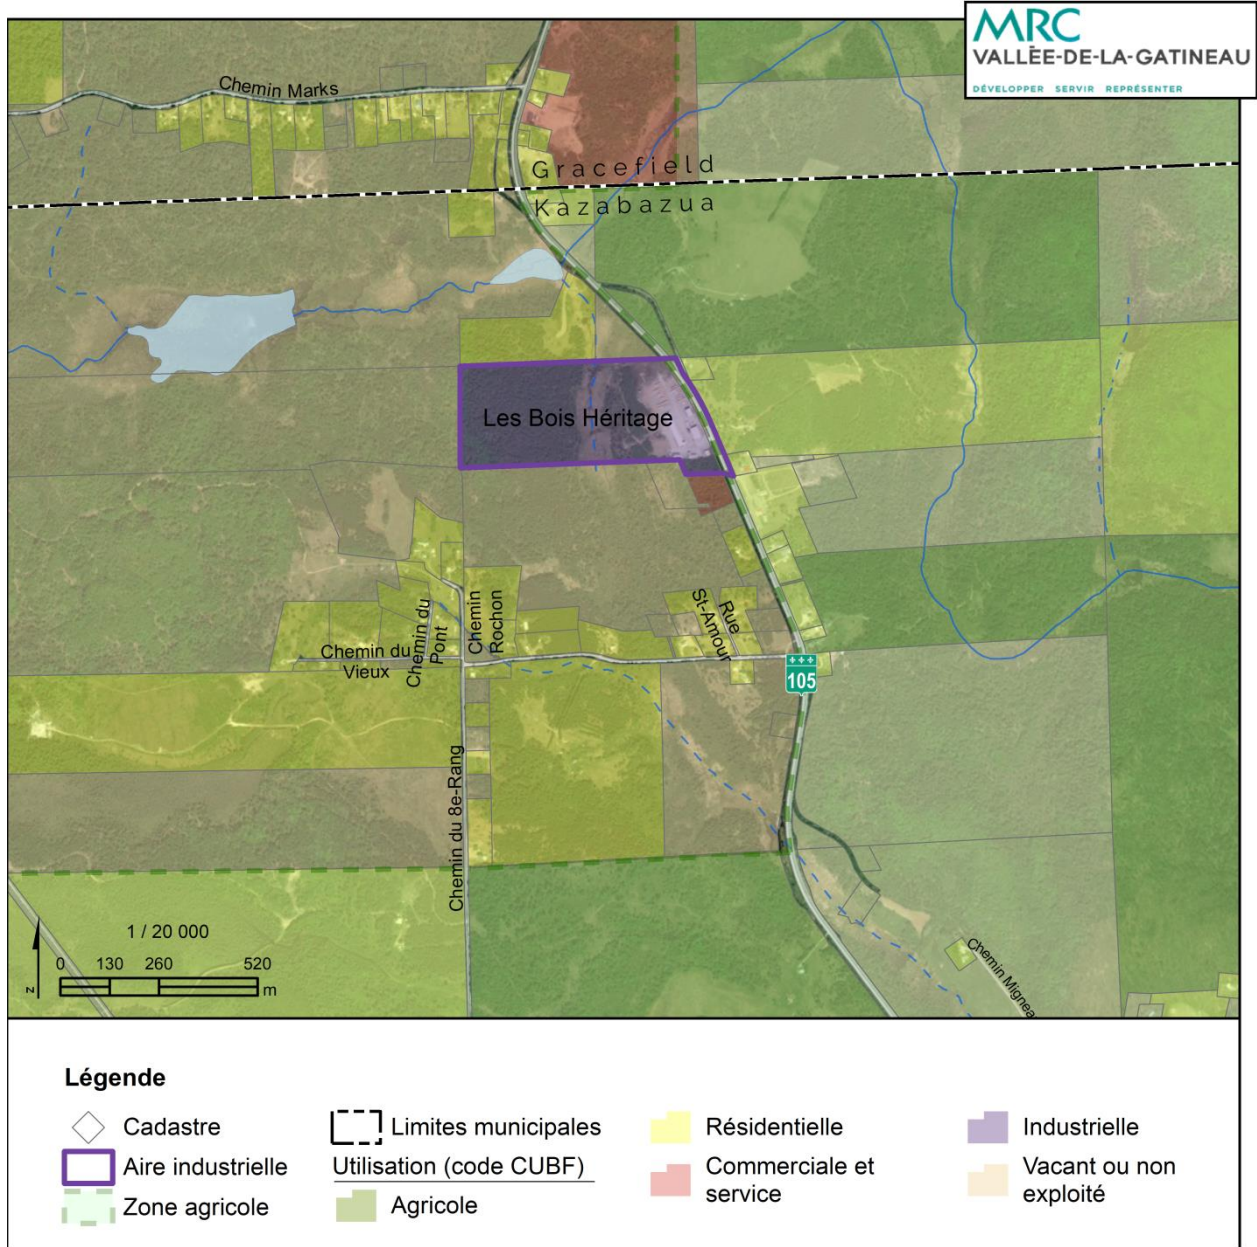 MRC
VALLÉE-DE-LA-GATINEAU
DÉVELOPPER SERVIR REPRÉSENTER
Chemin Marks
Gracefield
Kazabazua
Les Bois Héritage
Chemin du Vieux
Chemin du
Pont
Chemin
Rochon
Rue
St-Amour
105
Chemin du 8e-Rang
Chemin Mignea
1 / 20 000
0 130 260 520
m
z
Légende
Cadastre
Aire industrielle
Zone agricole
Limites municipales
Utilisation (code CUBF)
Agricole
Résidentielle
Commerciale et
service
Industrielle
Vacant ou non
exploité